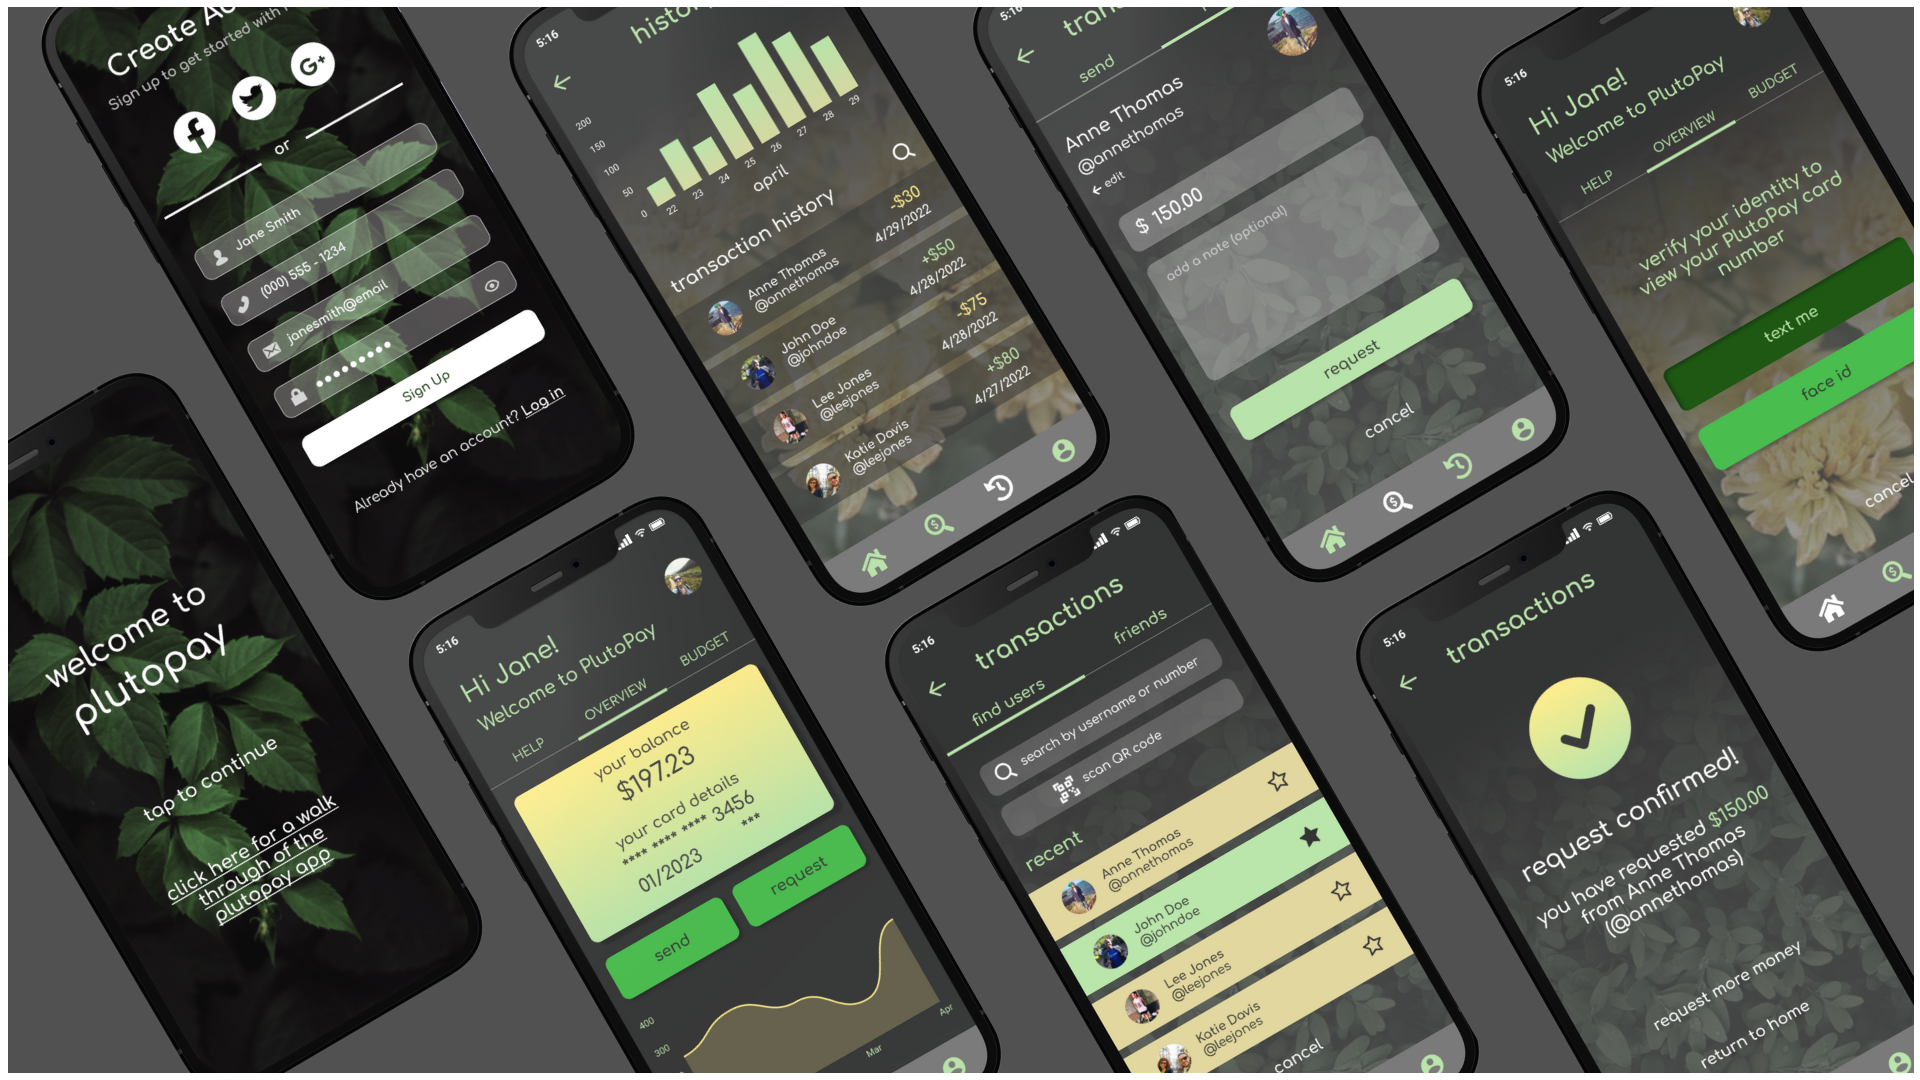 Create
Sign up to get started with
or
Jane Smith
(000) 555 - 1234
janesmith@email
Sign Up
Already have an account? Log in
5:16
history
200
150
100
50
0
22
23
24
25
26
27
28
29
april
transaction history
Anne Thomas
@annethomas
-$30
4/29/2022
John Doe
@johndoe
+$50
4/28/2022
Lee Jones
@leejones
-$75
4/28/2022
Katie Davis
@leejones
+$80
4/27/2022
5:16
send
Anne Thomas
@annethomas
edit
$ 150.00
add a note (optional)
request
cancel
5:16
Hi Jane!
Welcome to PlutoPay
HELP
OVERVIEW
BUDGET
verify your identity to
view your PlutoPay card
number
text me
face id
cancel
welcome to
plutopay
tap to continue
click here for a walk
through of the
plutopay app
5:16
Hi Jane!
Welcome to PlutoPay
HELP
OVERVIEW
BUDGET
your balance
$197.23
your card details
**** **** **** 3456
***
01/2023
send
request
400
300
Mar
Apr
5:16
transactions
find users
friends
search by username or number
scan QR code
recent
Anne Thomas
@annethomas
John Doe
@johndoe
Lee Jones
@leejones
Katie Davis
@leejones
cancel
5:16
transactions
request confirmed!
you have requested $150.00
from Anne Thomas
(@annethomas)
request more money
return to home